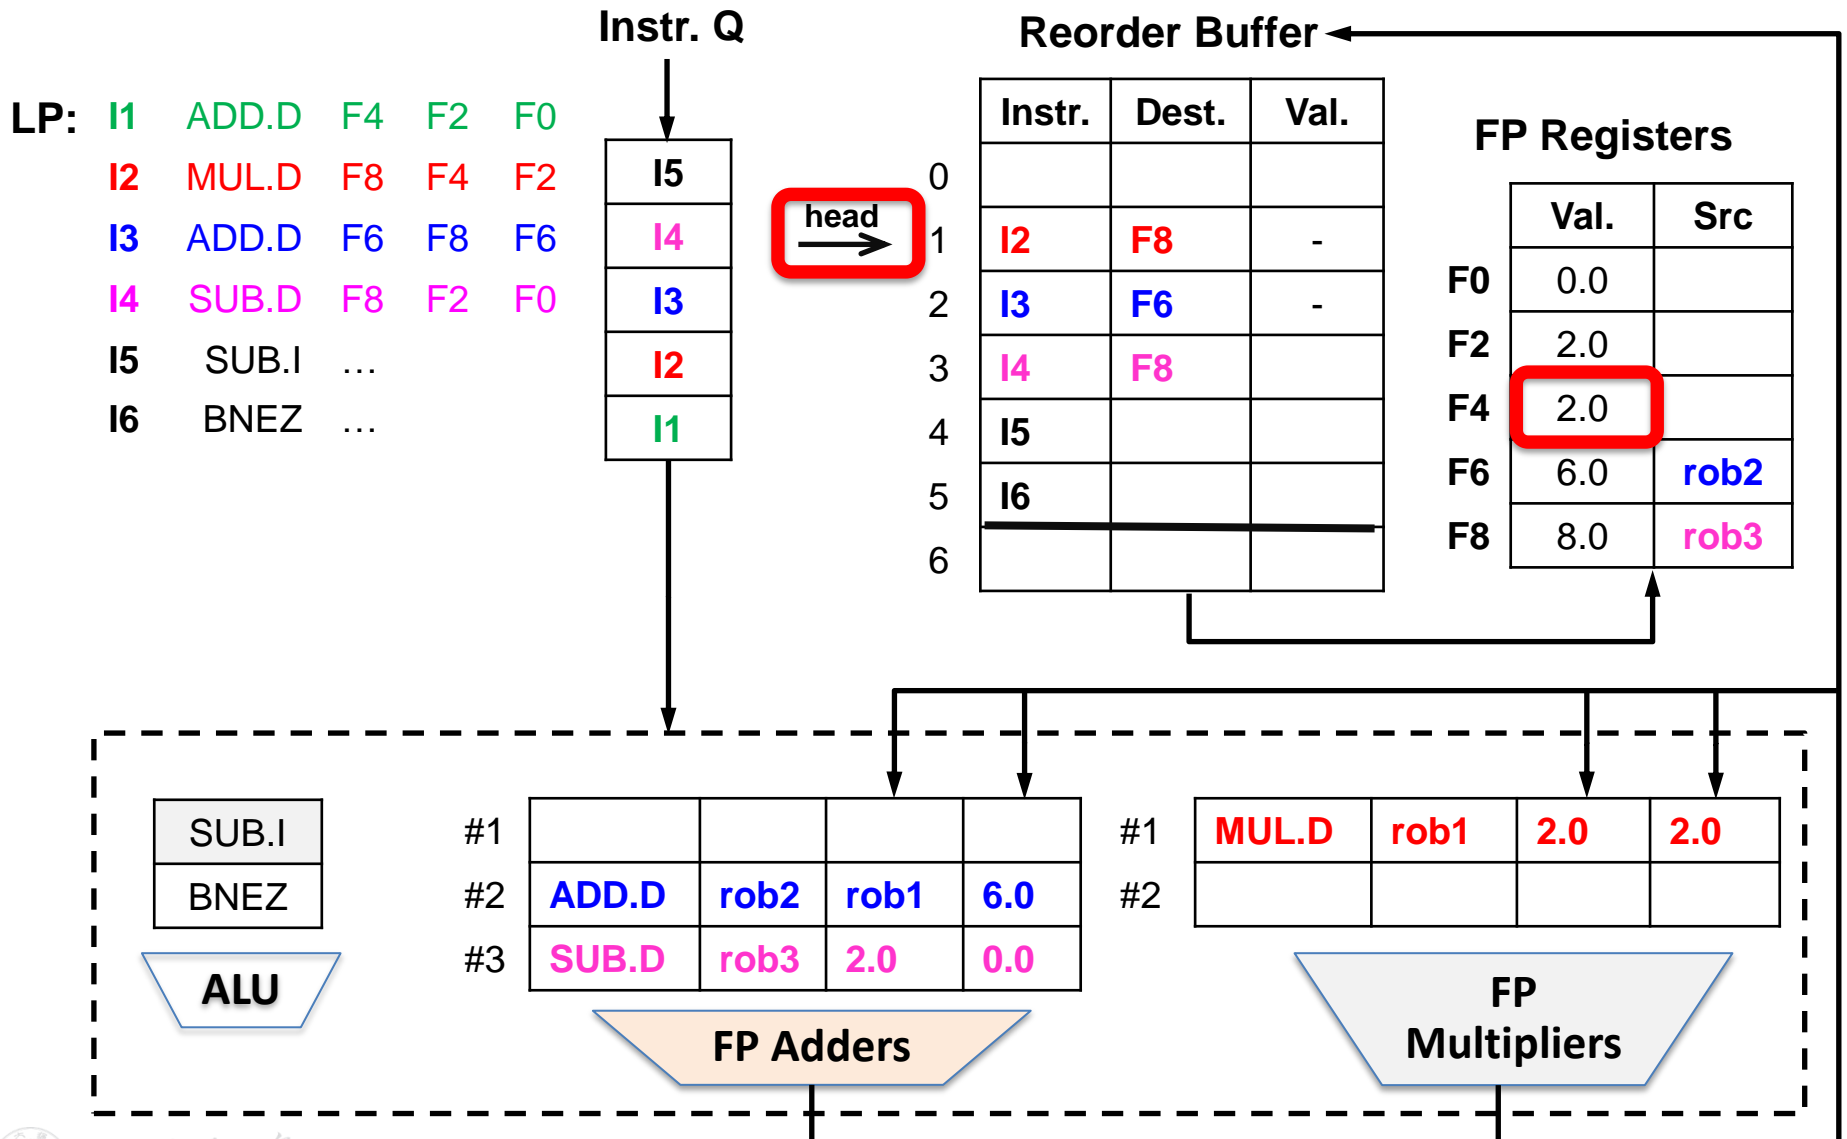 Instr. Q
Reorder Buffer
LP: I1 ADD.D F4 F2 F0
I2 MUL.D F8 F4 F2
I3 ADD.D F6 F8 F6
I4 SUB.D F8 F2 F0
I5 SUB.I …
I6 BNEZ …
I5
I4
I3
I2
I1
head
Instr. Dest. Val.
0
1 I2 F8 -
2 I3 F6 -
3 I4 F8
4 I5
5 I6
6
FP Registers
Val. Src
F0 0.0
F2 2.0
F4 2.0
F6 6.0 rob2
F8 8.0 rob3
SUB.I
BNEZ
ALU
#1
#2 ADD.D rob2 rob1 6.0
#3 SUB.D rob3 2.0 0.0
FP Adders
#1 MUL.D rob1 2.0 2.0
#2
FP
Multipliers